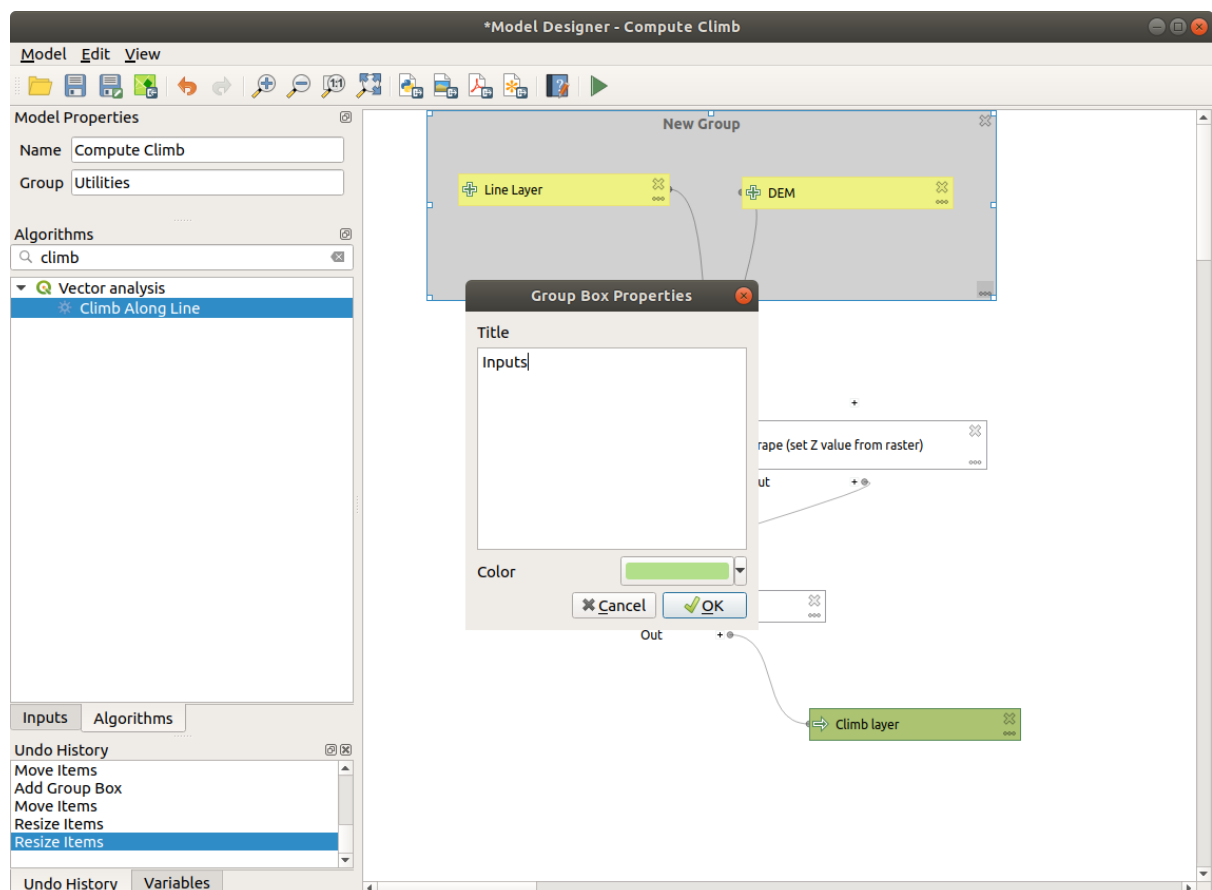 *Model Designer - Compute Climb
Model Edit View
1:1
Model Properties
Name Compute Climb
Group Utilities
Algorithms
climb
Vector analysis
Climb Along Line
Inputs Algorithms
Undo History
Move Items
Add Group Box
Move Items
Resize Items
Resize Items
Undo History Variables
New Group
Line Layer
DEM
Group Box Properties
Title
Inputs
Color
Cancel OK
rape (set Z value from raster)
ut +
Out +
Climb layer